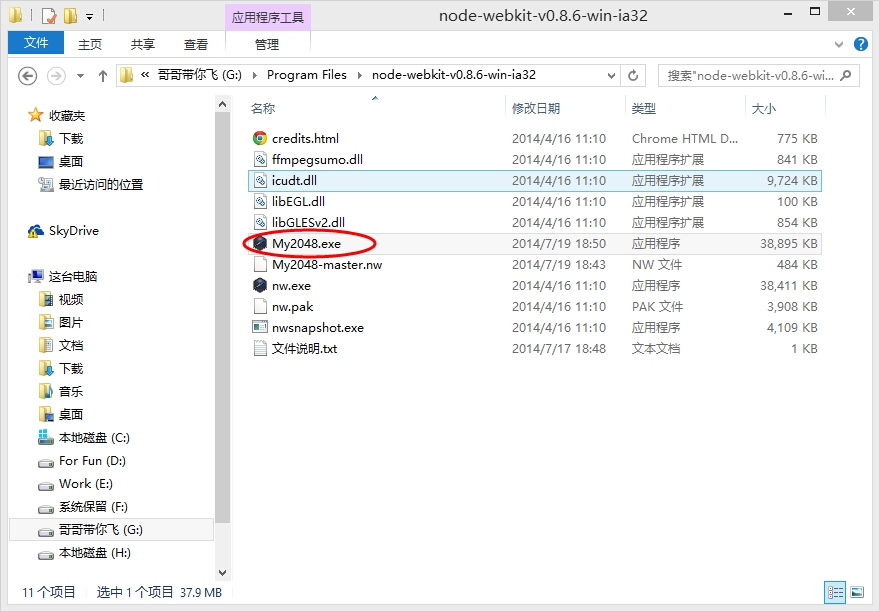 应用程序工具
node-webkit-v0.8.6-win-ia32
文件 主页 共享 查看 管理
« 哥哥带你飞 (G:) Program Files node-webkit-v0.8.6-win-ia32 搜索"node-webkit-v0.8.6-wi...
名称 修改日期 类型 大小
credits.html 2014/4/16 11:10 Chrome HTML D... 775 KB
ffmpegsumo.dll 2014/4/16 11:10 应用程序扩展 841 KB
icudt.dll 2014/4/16 11:10 应用程序扩展 9,724 KB
libEGL.dll 2014/4/16 11:10 应用程序扩展 100 KB
libGLESv2.dll 2014/4/16 11:10 应用程序扩展 854 KB
My2048.exe 2014/7/19 18:50 应用程序 38,895 KB
My2048-master.nw 2014/7/19 18:43 NW 文件 484 KB
nw.exe 2014/4/16 11:10 应用程序 38,411 KB
nw.pak 2014/4/16 11:10 PAK 文件 3,908 KB
nwsnapshot.exe 2014/4/16 11:10 应用程序 4,109 KB
文件说明.txt 2014/7/17 18:48 文本文档 1 KB
收藏夹
下载
桌面
最近访问的位置
SkyDrive
这台电脑
视频
图片
文档
下载
音乐
桌面
本地磁盘 (C:)
For Fun (D:)
Work (E:)
系统保留 (F:)
哥哥带你飞 (G:)
本地磁盘 (H:)
11 个项目 选中 1 个项目 37.9 MB